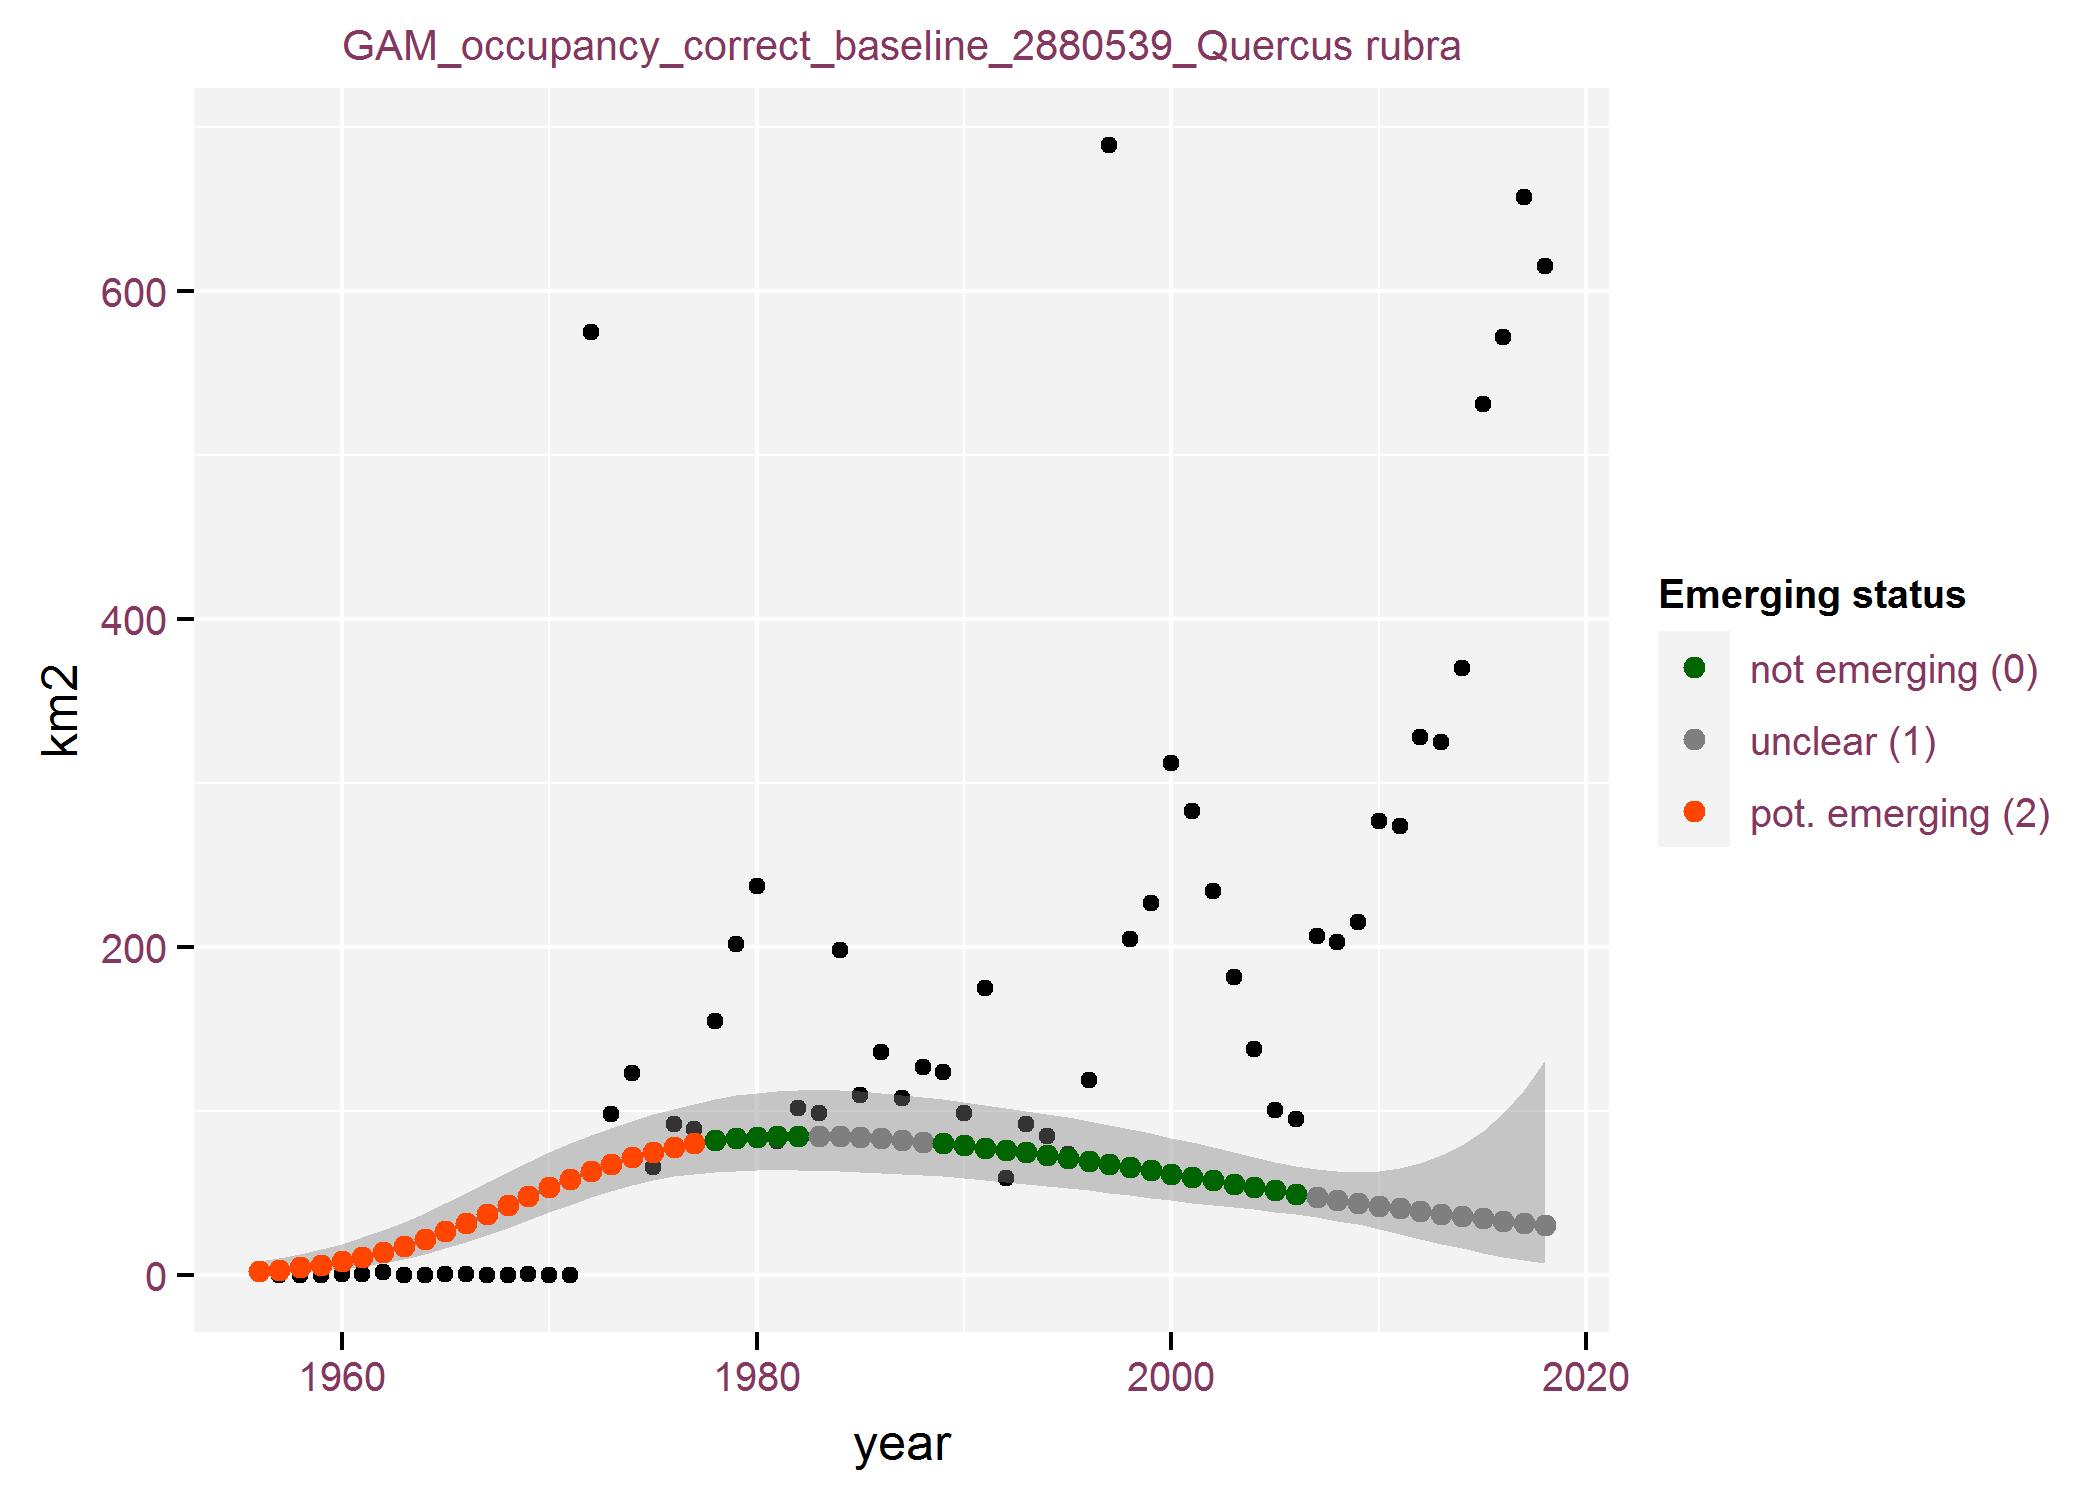 GAM_occupancy_correct_baseline_2880539_Quercus rubra
600
400
200
0
km2
1960
1980
2000
2020
year
Emerging status
not emerging (0)
unclear (1)
pot. emerging (2)